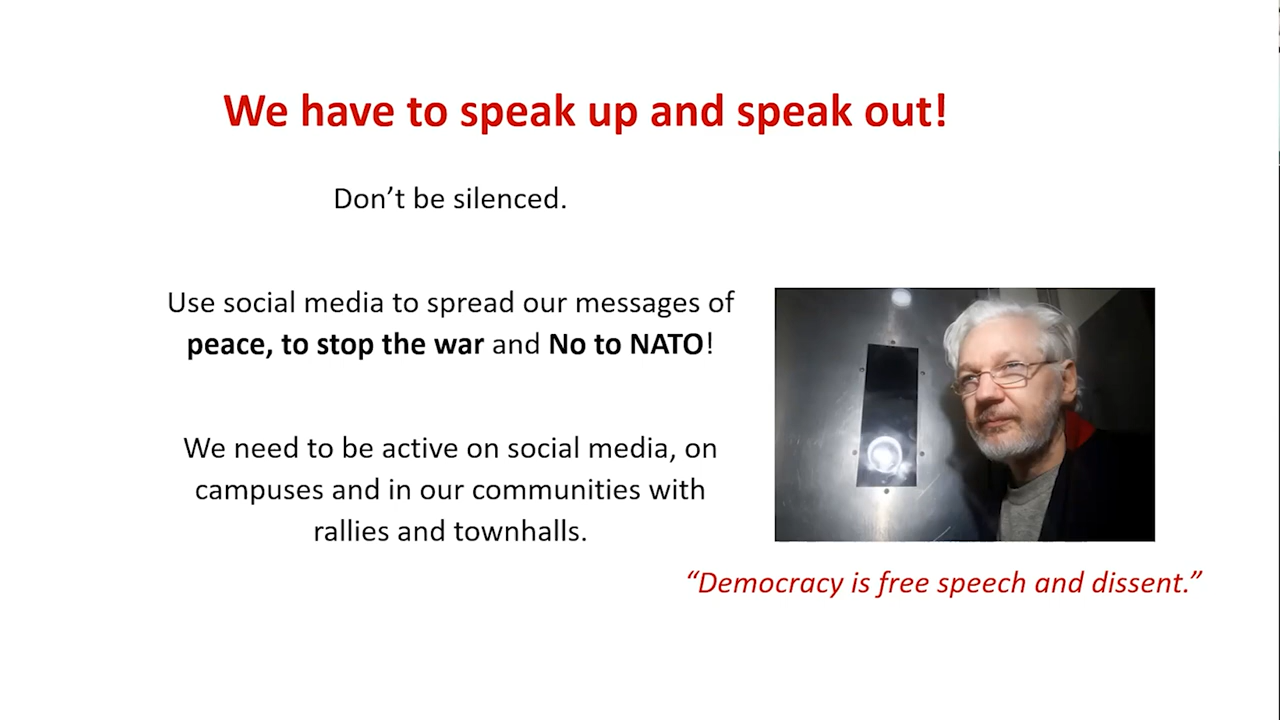 We have to speak up and speak out!
Don’t be silenced.
Use social media to spread our messages of
peace, to stop the war and No to NATO!
We need to be active on social media, on
campuses and in our communities with
rallies and townhalls.
“Democracy is free speech and dissent.”